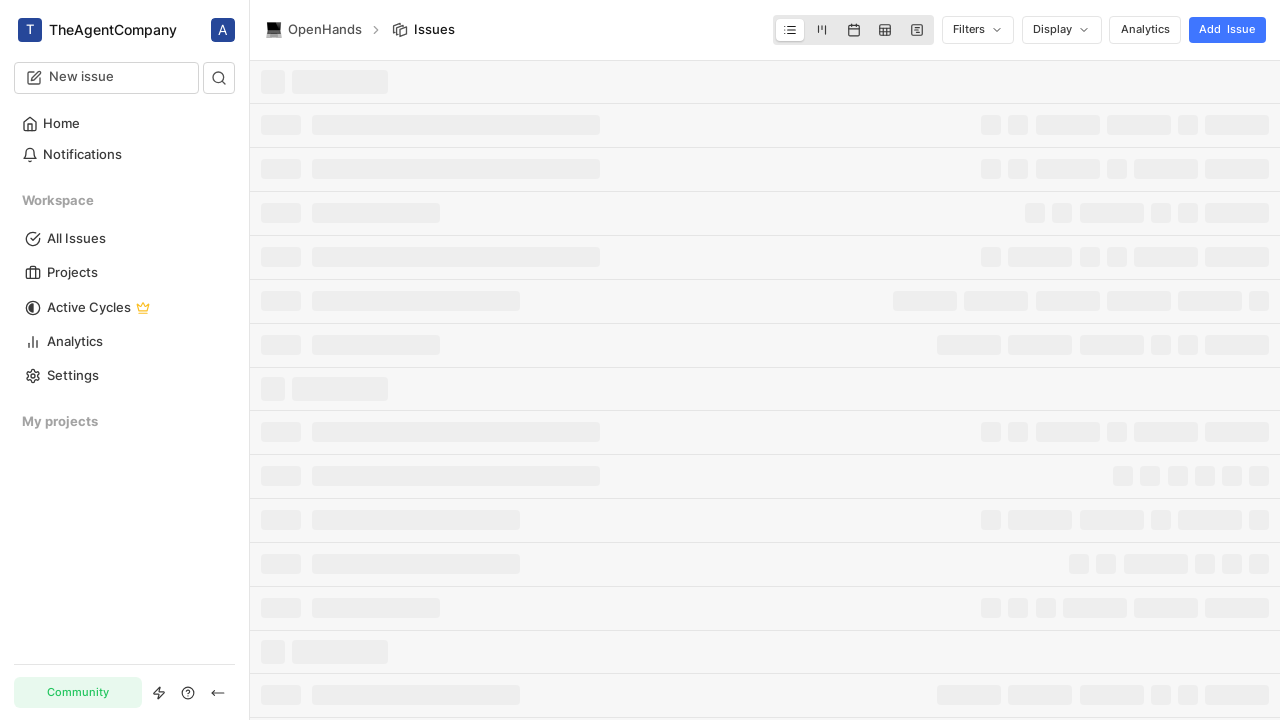 T TheAgentCompany A
New issue
Home
Notifications
Workspace
All Issues
Projects
Active Cycles
Analytics
Settings
My projects
Community
OpenHands Issues
Filters Display Analytics Add Issue